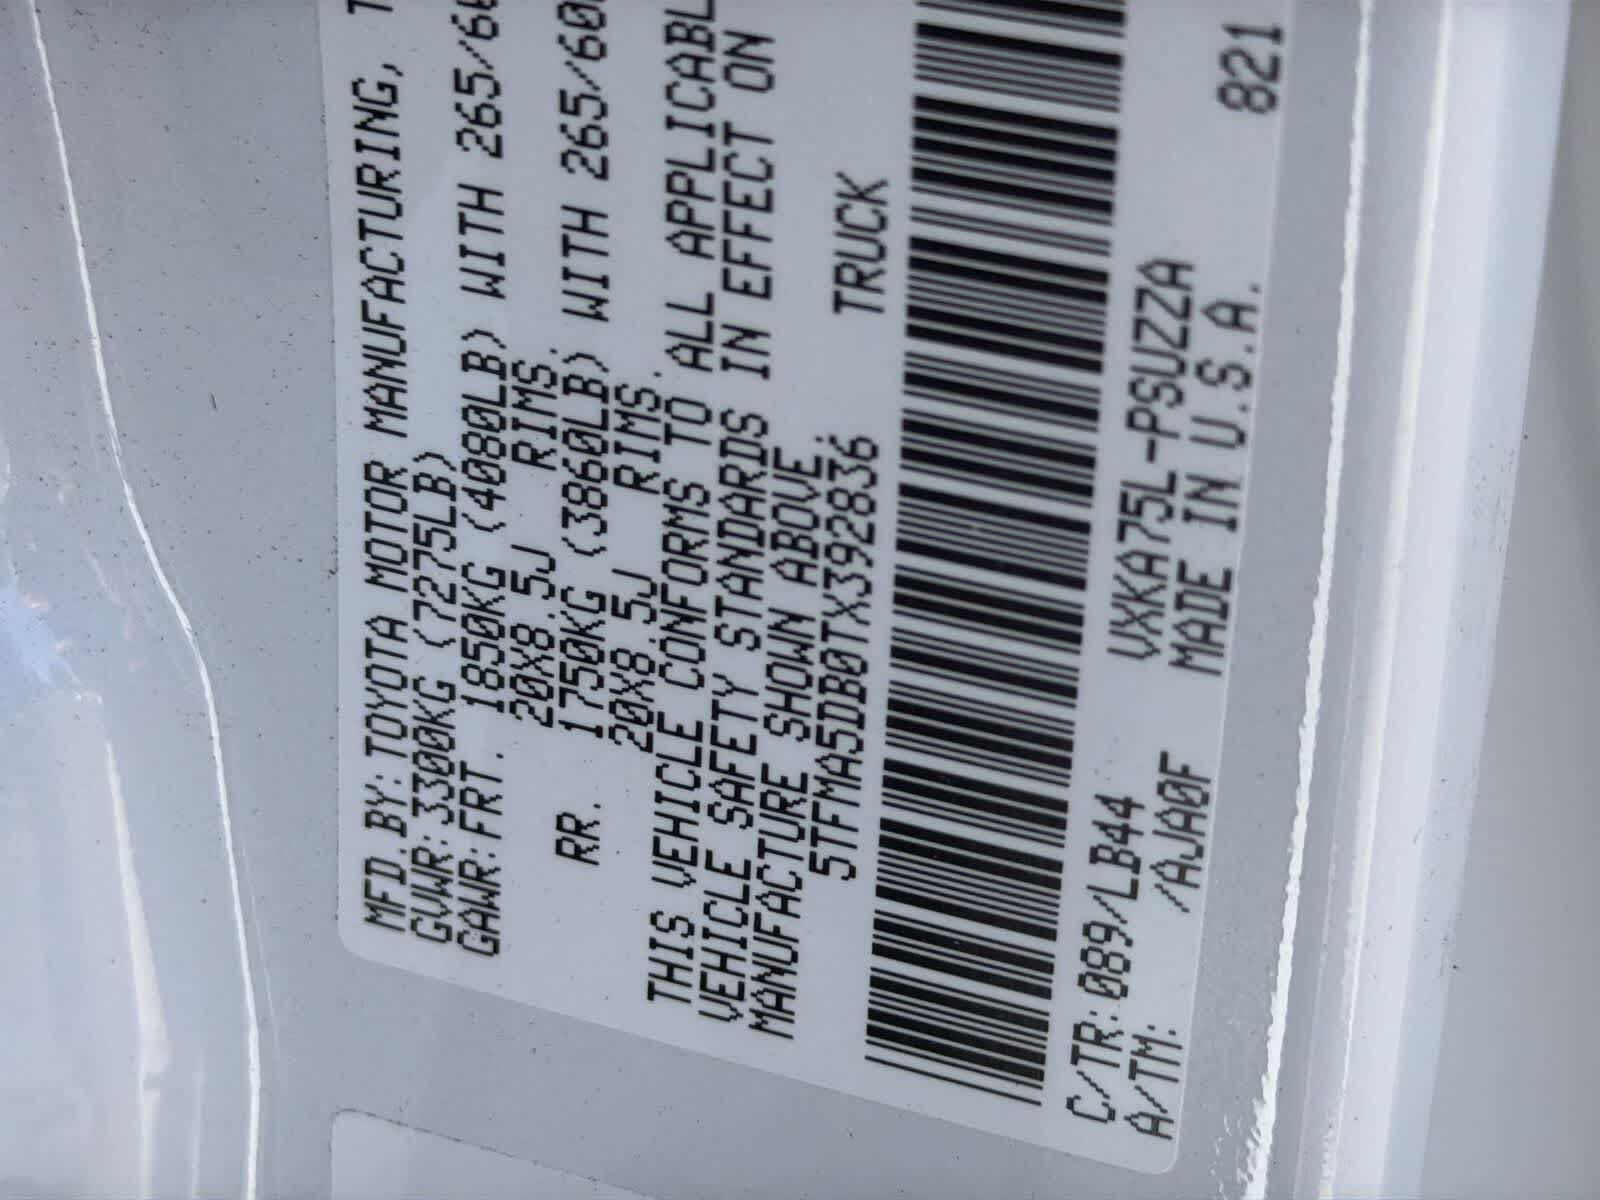 MFD.BY:TOYOTA MOTOR MANUFACTURING, T
GVWR:3300KG (7275LB)
GAWR:FRT. 1850KG (4080LB) WITH 265/60
20X8.5J RIMS.
RR. 1750KG (3860LB) WITH 265/60
20X8.5J RIMS.
THIS VEHICLE CONFORMS TO ALL APPLICABL
VEHICLE SAFETY STANDARDS IN EFFECT ON
MANUFACTURE SHOWN ABOVE.
5TFMA5DB0TX392836 TRUCK
C/TR:089/LB44 VXKA75L-PSUZZA 821
A/TM: /AJA0F MADE IN U.S.A.